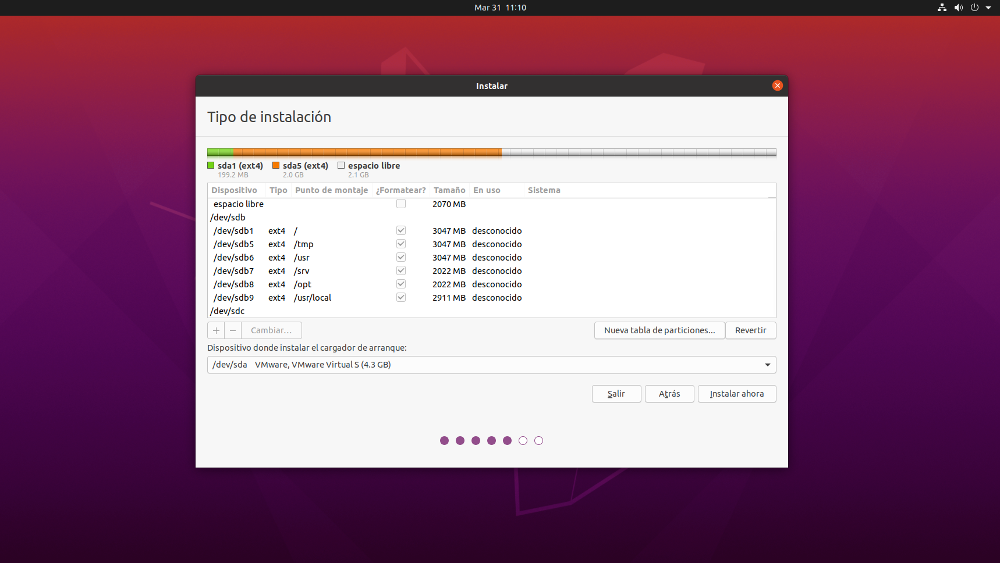 Mar 31 11:10
Instalar
Tipo de instalación
sda1 (ext4) sda5 (ext4) espacio libre
199.2 MB 2.0 GB 2.1 GB
Dispositivo Tipo Punto de montaje ¿Formatear? Tamaño En uso Sistema
espacio libre 2070 MB
/dev/sdb
/dev/sdb1 ext4 / 3047 MB desconocido
/dev/sdb5 ext4 /tmp 3047 MB desconocido
/dev/sdb6 ext4 /usr 3047 MB desconocido
/dev/sdb7 ext4 /srv 2022 MB desconocido
/dev/sdb8 ext4 /opt 2022 MB desconocido
/dev/sdb9 ext4 /usr/local 2911 MB desconocido
/dev/sdc
+ − Cambiar... Nueva tabla de particiones... Revertir
Dispositivo donde instalar el cargador de arranque:
/dev/sda VMware, VMware Virtual S (4.3 GB)
Salir Atrás Instalar ahora